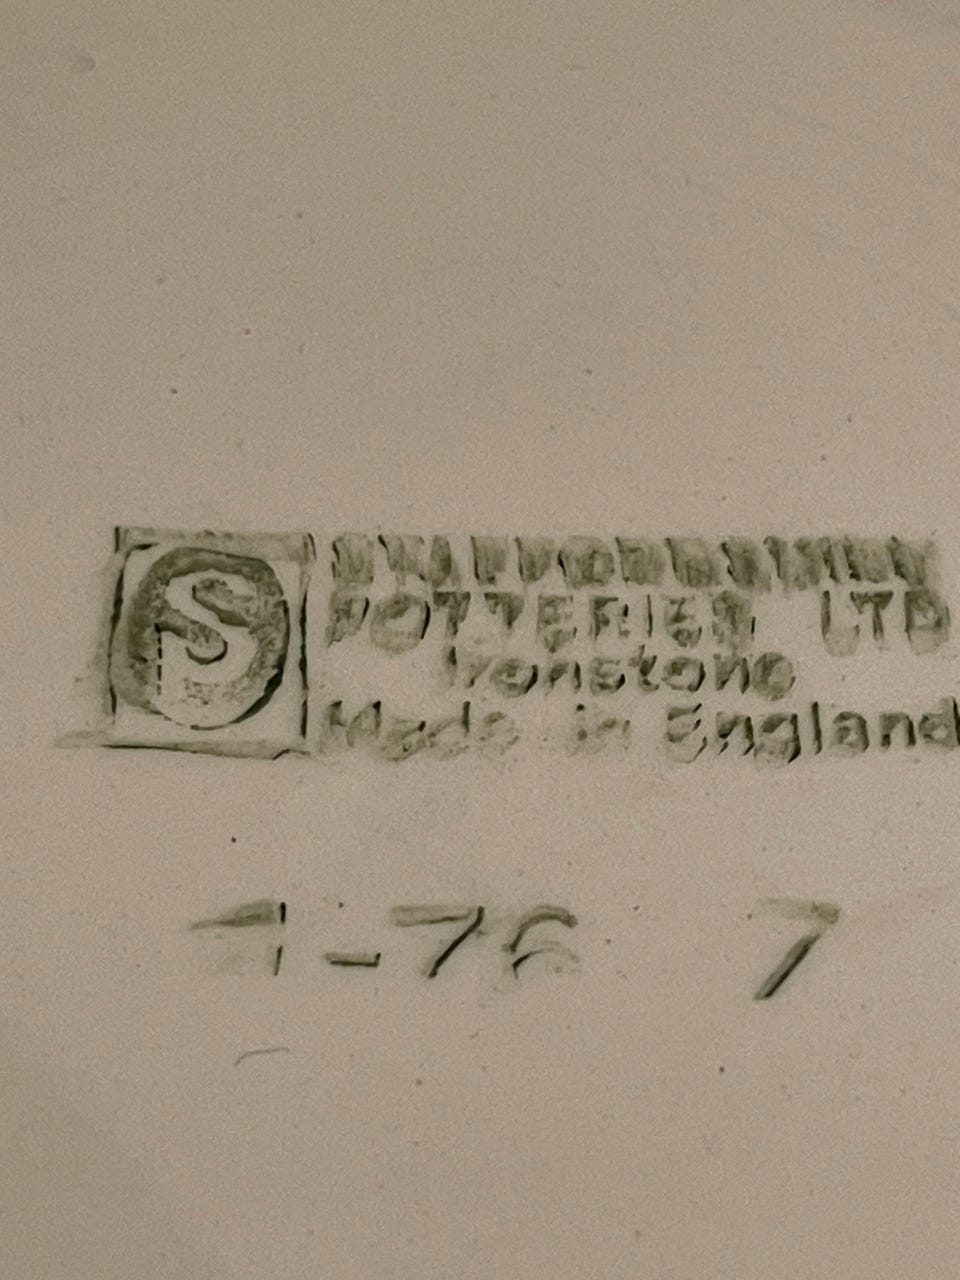 S
POTTERIES LTD
Ironstone
Made in England
1-76 7